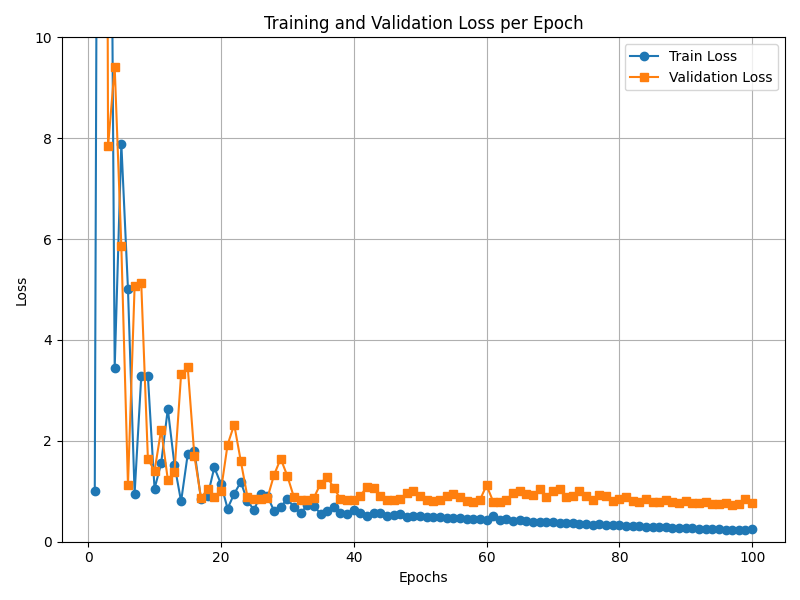 Training and Validation Loss per Epoch
Train Loss
Validation Loss
Loss
10
8
6
4
2
0
0 20 40 60 80 100
Epochs